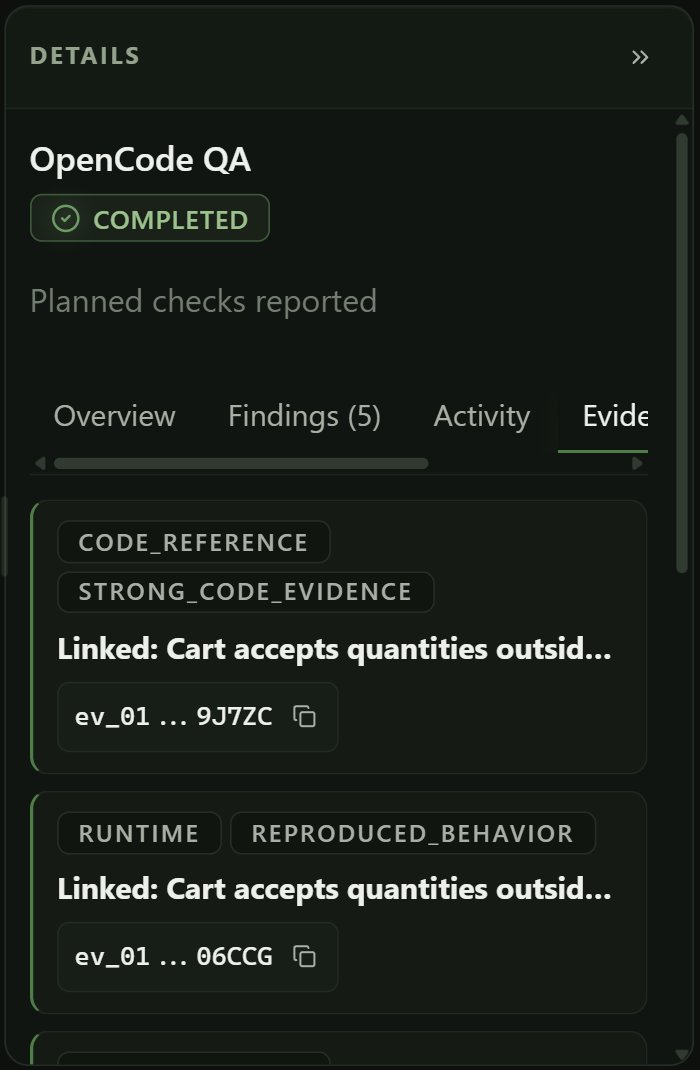 DETAILS
OpenCode QA
COMPLETED
Planned checks reported
Overview Findings (5) Activity Evide
CODE_REFERENCE
STRONG_CODE_EVIDENCE
Linked: Cart accepts quantities outsid...
ev_01 ... 9J7ZC
RUNTIME REPRODUCED_BEHAVIOR
Linked: Cart accepts quantities outsid...
ev_01 ... 06CCG